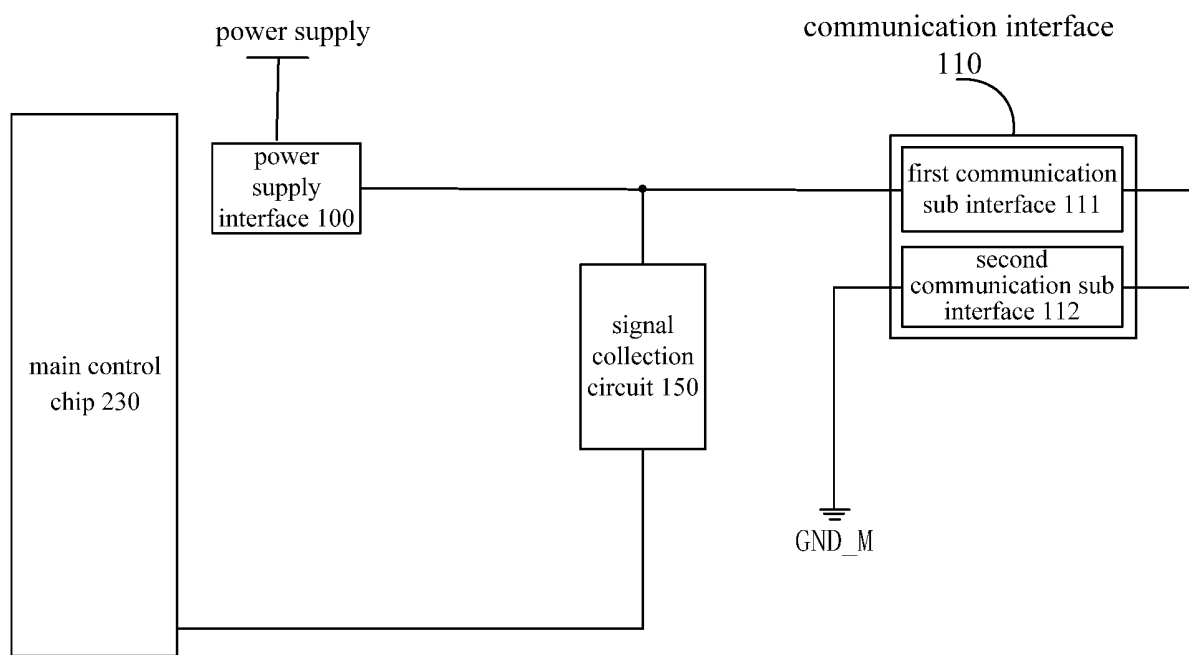 power supply
communication interface
110
power
supply
interface 100
first communication
sub interface 111
second
communication sub
interface 112
signal
collection
circuit 150
main control
chip 230
GND_M